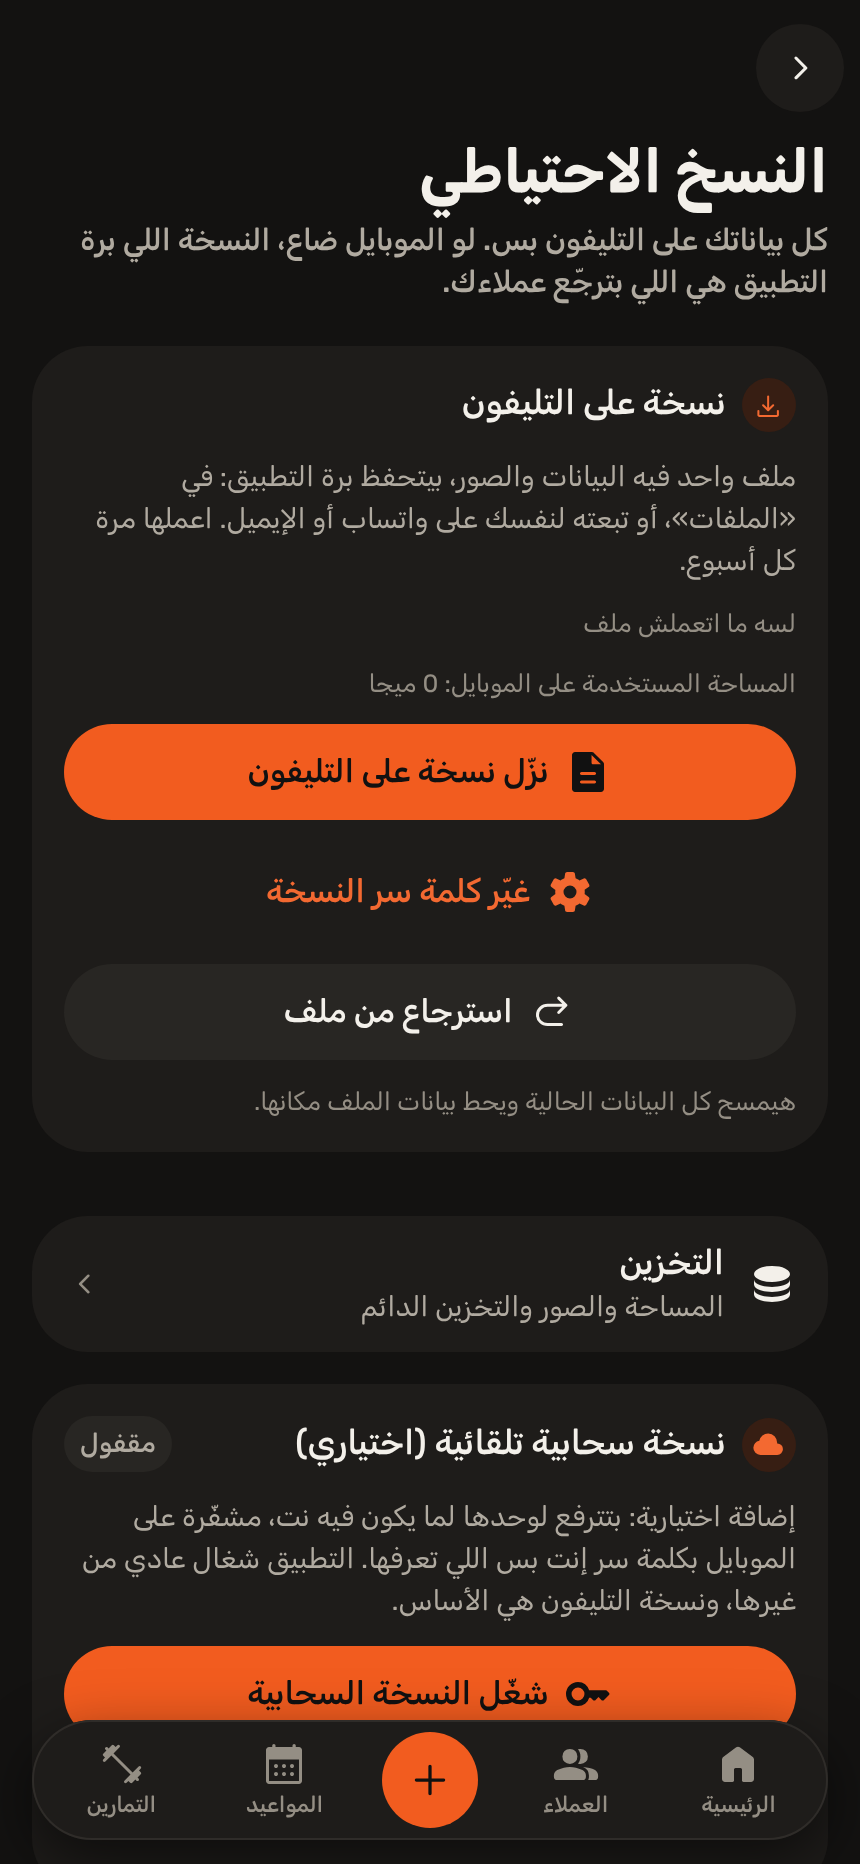 النسخ الاحتياطي
كل بياناتك على التليفون بس. لو الموبايل ضاع، النسخة اللي برة
التطبيق هي اللي بترجّع عملاءك.
نسخة على التليفون
ملف واحد فيه البيانات والصور، بيتحفظ برة التطبيق: في
«الملفات»، أو تبعته لنفسك على واتساب أو الإيميل. اعملها مرة
كل أسبوع.
لسه ما اتعملش ملف
المساحة المستخدمة على الموبايل: 0 ميجا
نزّل نسخة على التليفون
غيّر كلمة سر النسخة
استرجاع من ملف
هيمسح كل البيانات الحالية ويحط بيانات الملف مكانها.
التخزين
المساحة والصور والتخزين الدائم
نسخة سحابية تلقائية (اختياري)
مقفول
إضافة اختيارية: بتترفع لوحدها لما يكون فيه نت، مشفّرة على
الموبايل بكلمة سر إنت بس اللي تعرفها. التطبيق شغال عادي من
غيرها، ونسخة التليفون هي الأساس.
شغّل النسخة السحابية
الرئيسية
العملاء
المواعيد
التمارين